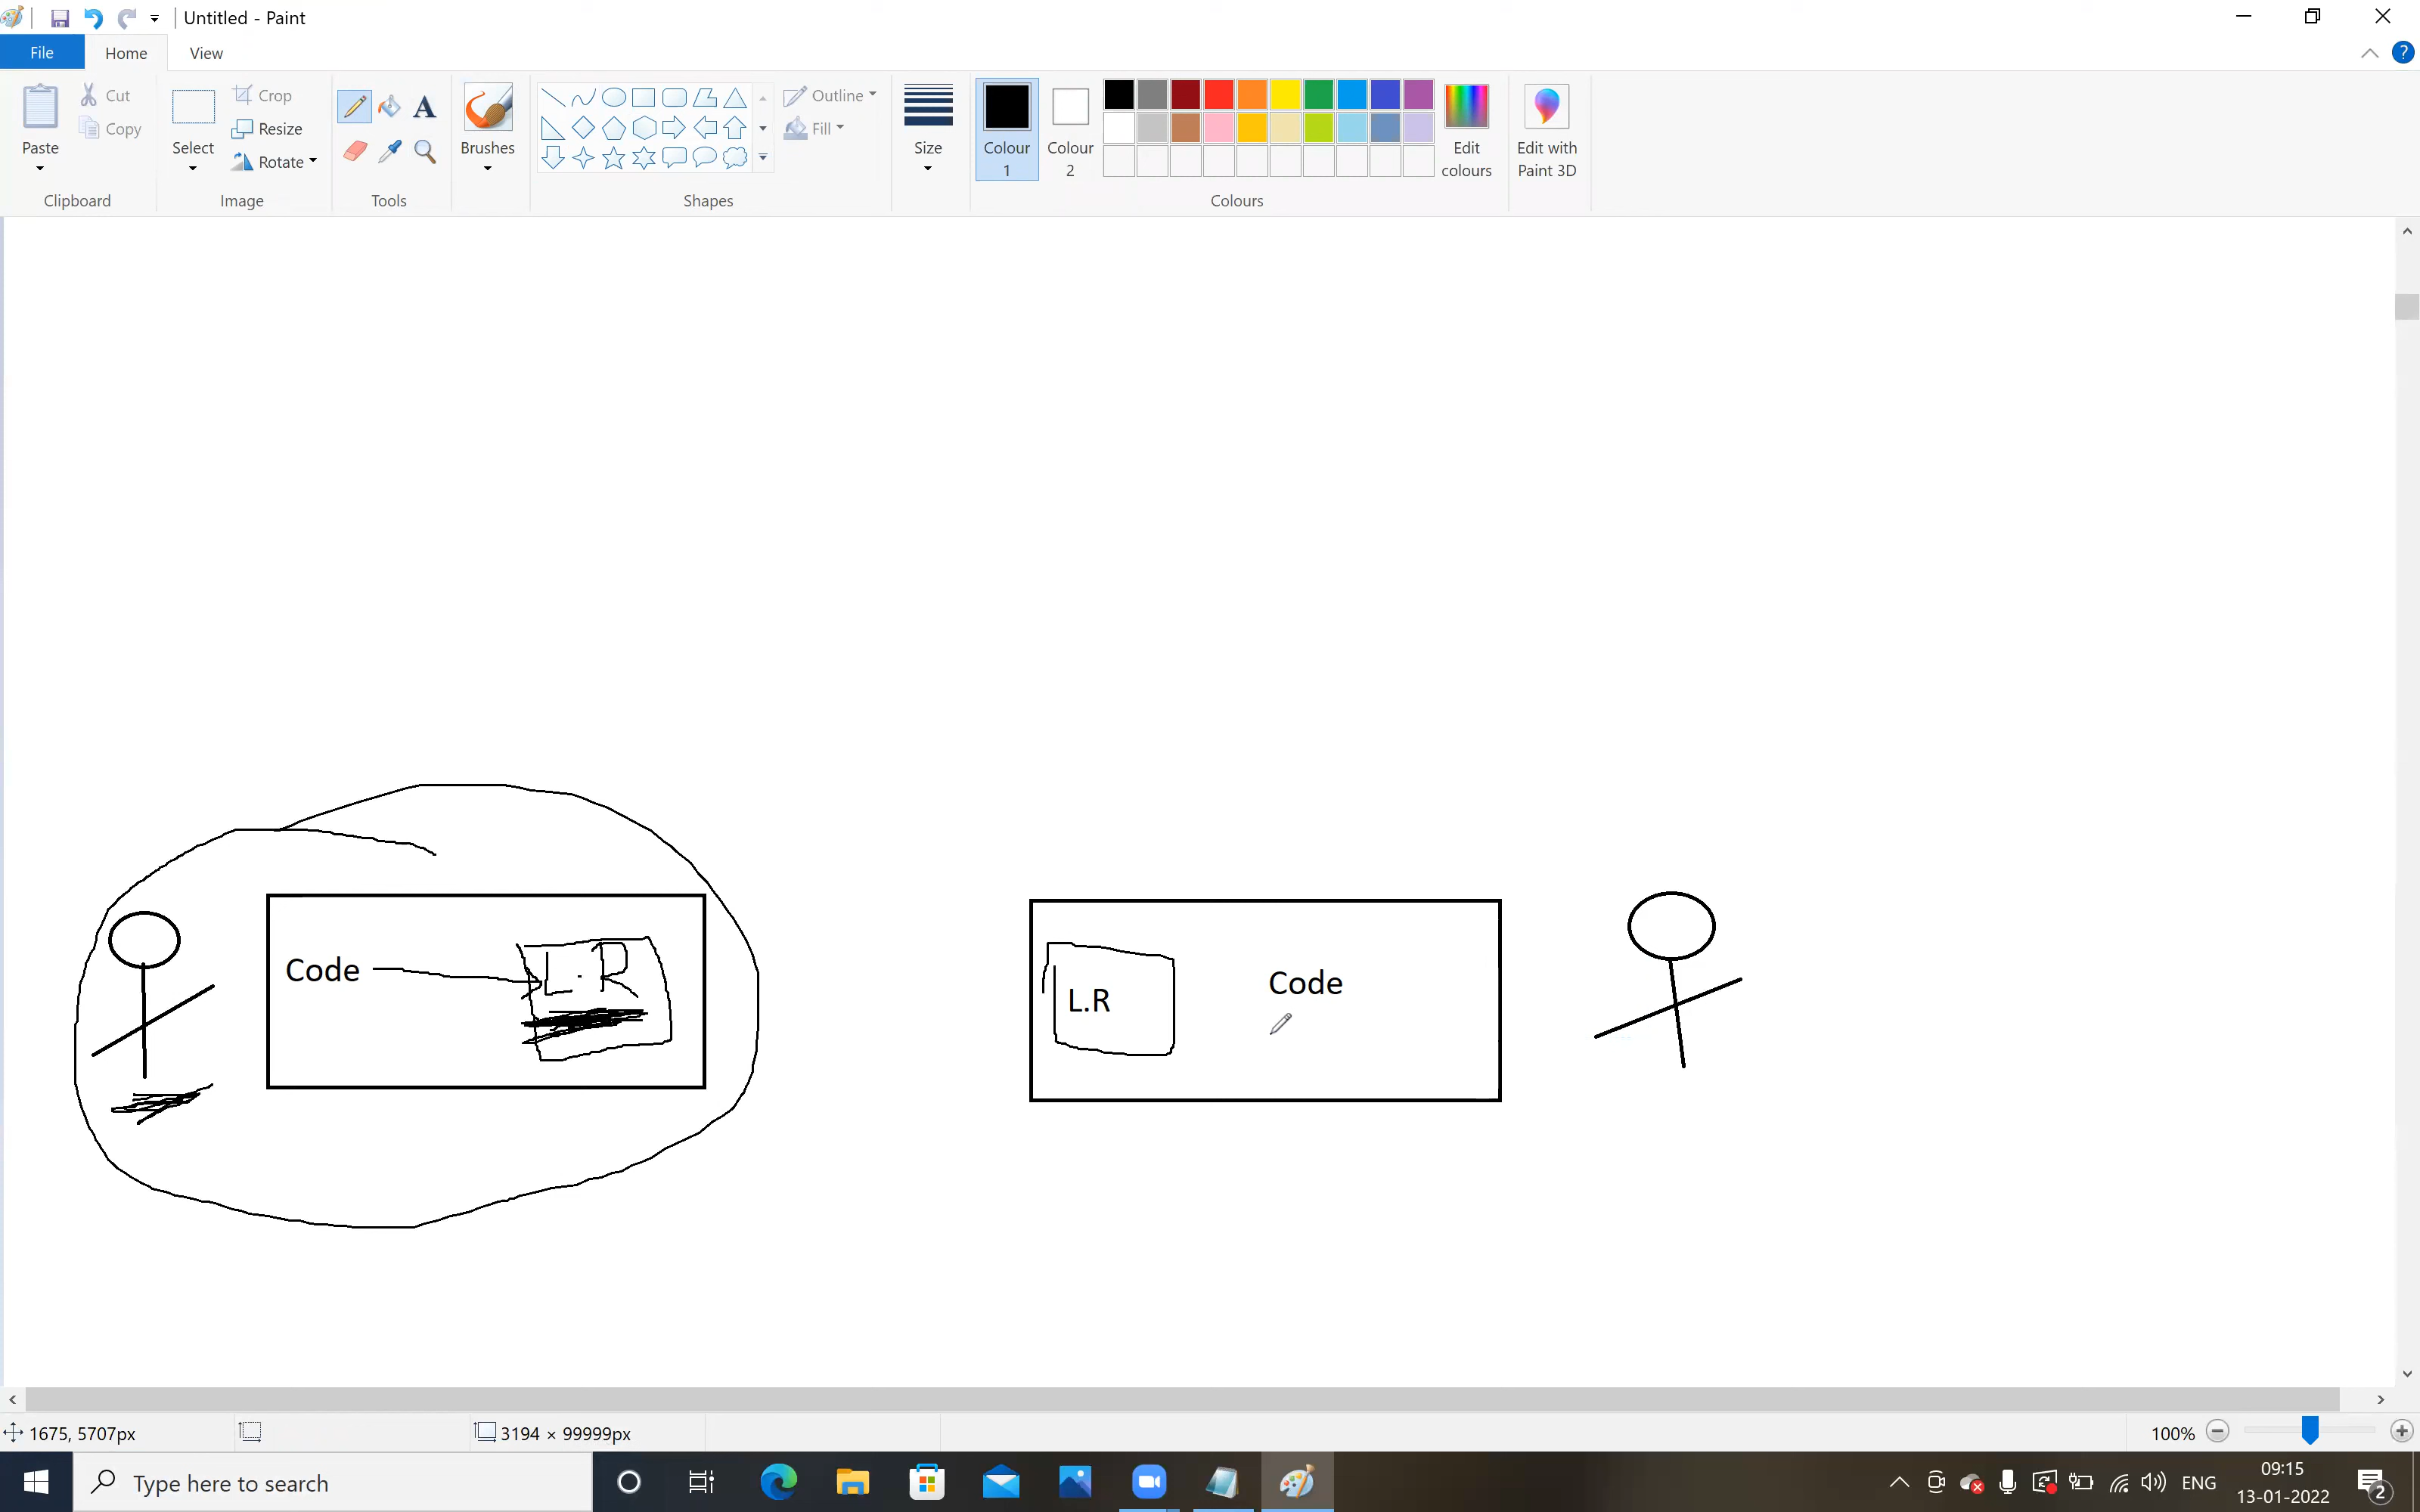 Untitled - Paint
File
Home
View
Paste
Cut
Copy
Clipboard
Select
Crop
Resize
Rotate
Image
Tools
Brushes
Shapes
Outline
Fill
Size
Colour 1
Colour 2
Edit colours
Colours
Edit with Paint 3D
Code
L.R
L.R
Code
1675, 5707px
3194 × 99999px
100%
Type here to search
ENG
09:15
13-01-2022
2